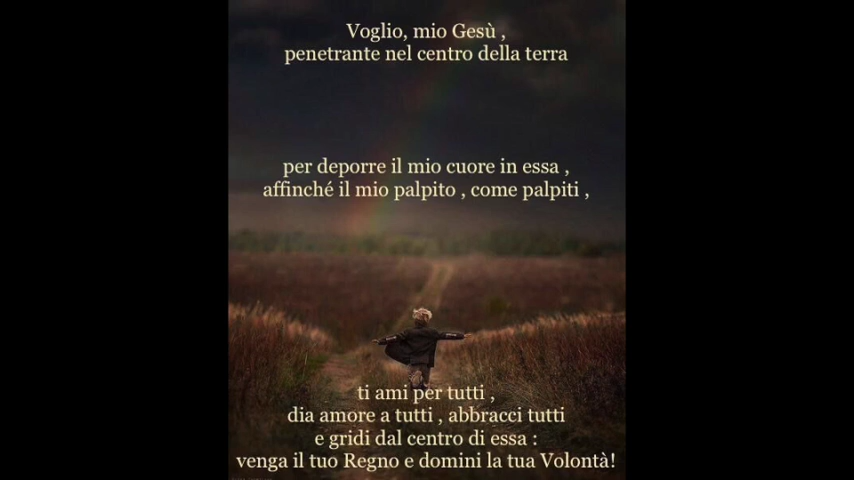 Voglio, mio Gesù ,
penetrante nel centro della terra
per deporre il mio cuore in essa ,
affinché il mio palpito , come palpiti ,
ti ami per tutti ,
dia amore a tutti , abbracci tutti
e gridi dal centro di essa :
venga il tuo Regno e domini la tua Volontà!